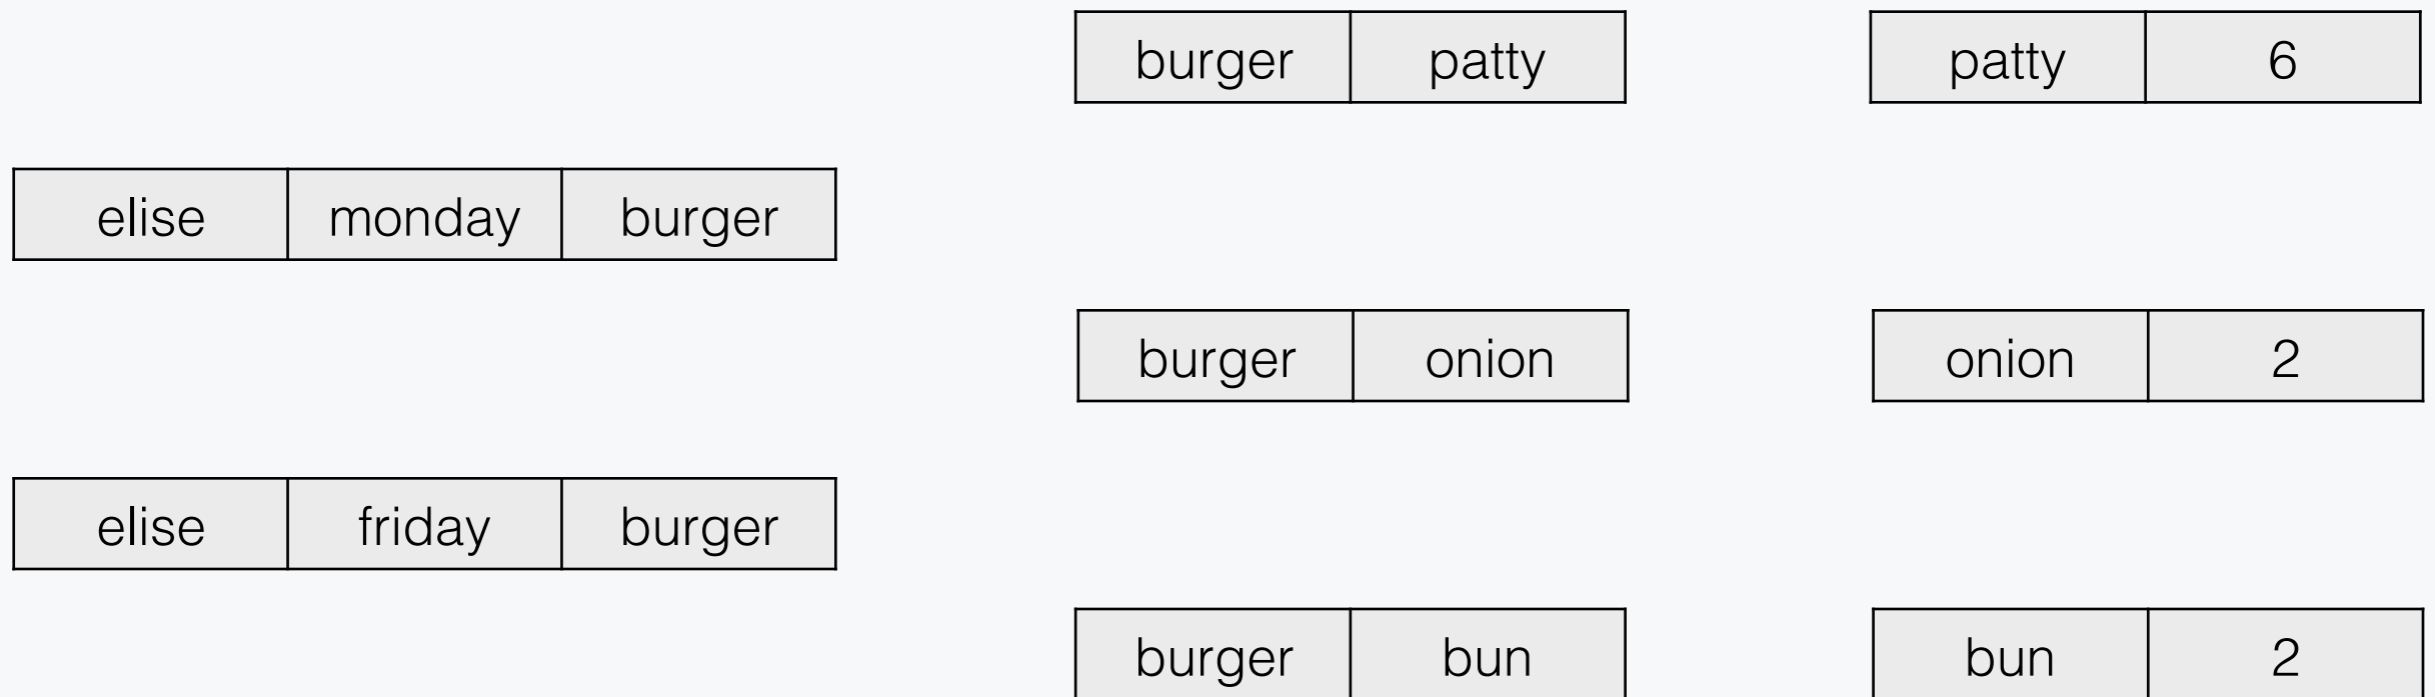 burger patty
patty 6
elise monday burger
burger onion
onion 2
elise friday burger
burger bun
bun 2